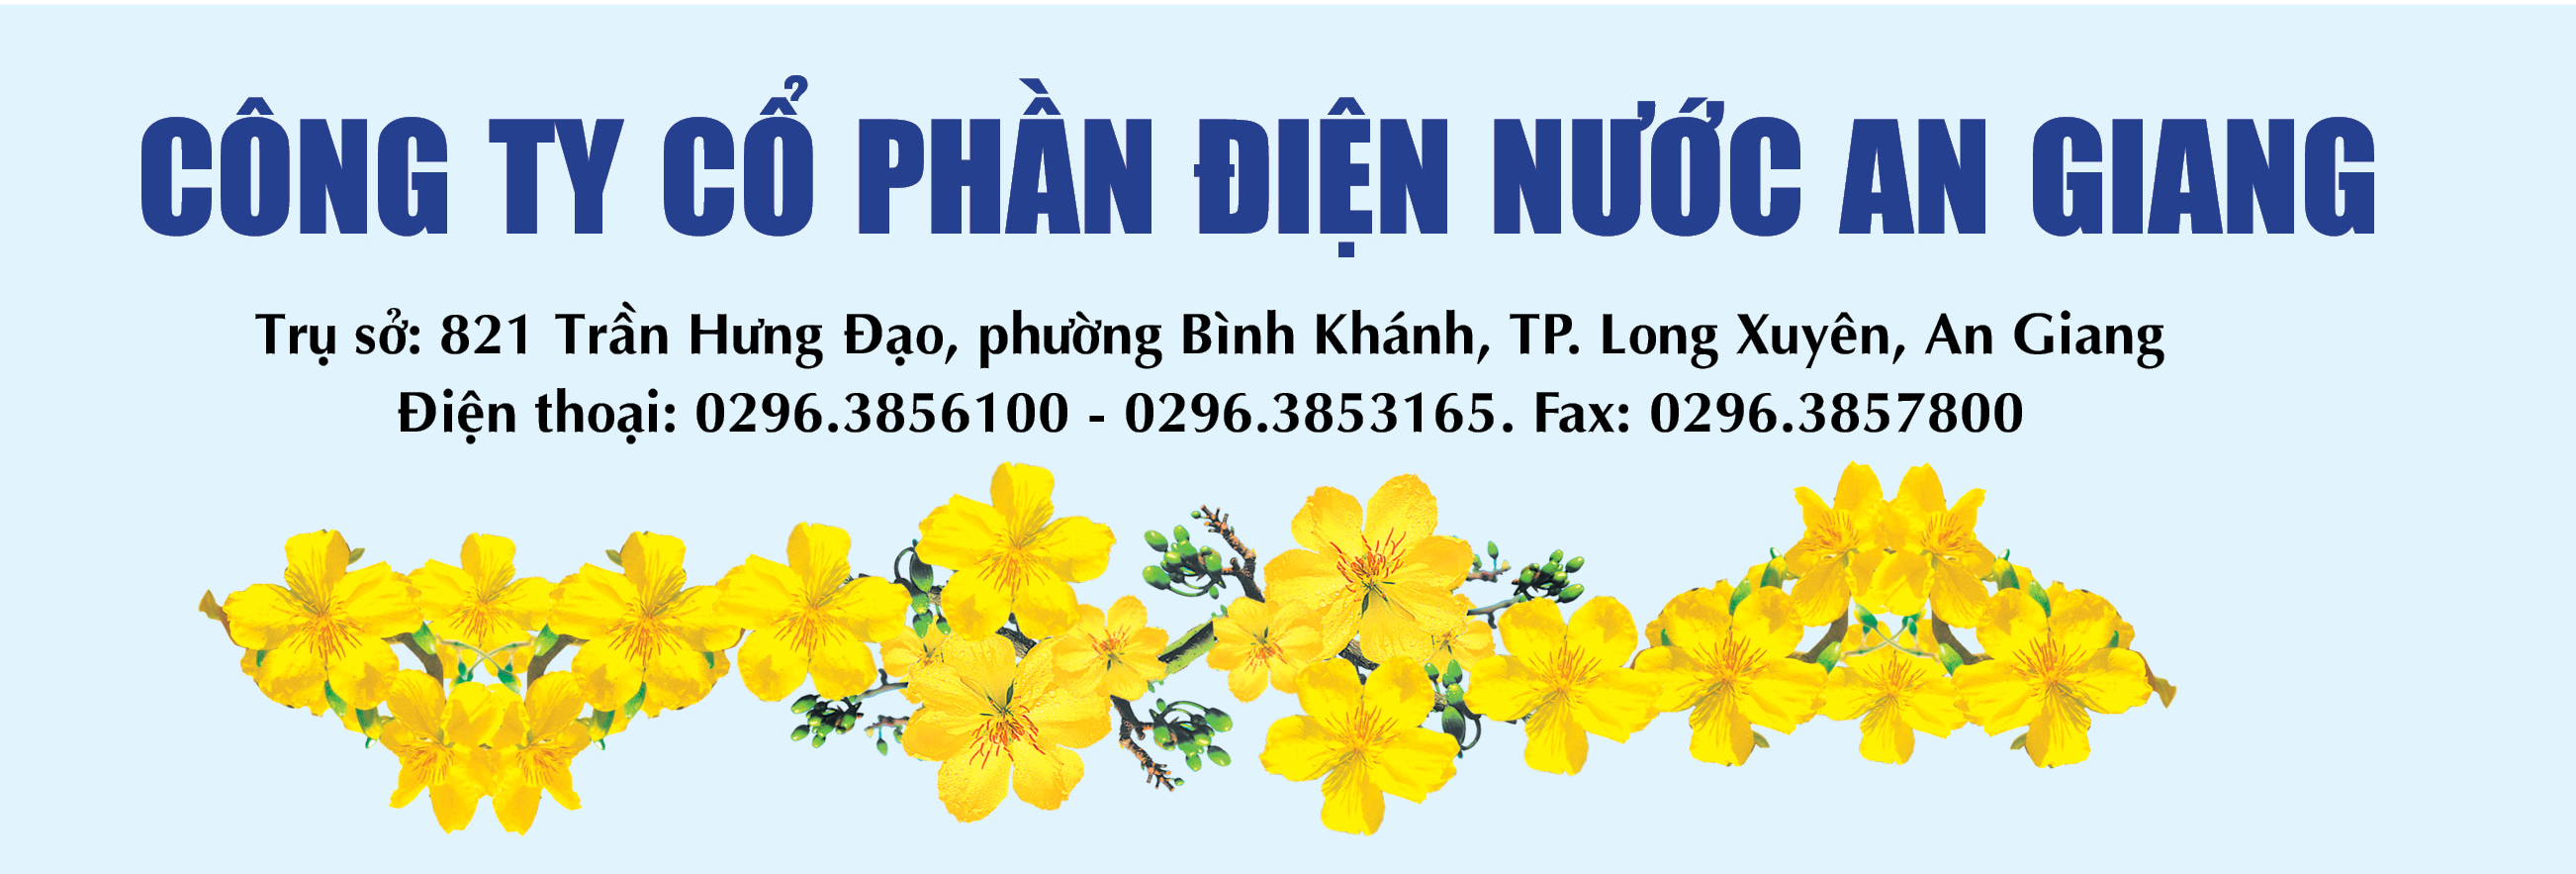 CÔNG TY CỔ PHẦN ĐIỆN NƯỚC AN GIANG
Trụ sở: 821 Trần Hưng Đạo, phường Bình Khánh, TP. Long Xuyên, An Giang
Điện thoại: 0296.3856100 - 0296.3853165. Fax: 0296.3857800